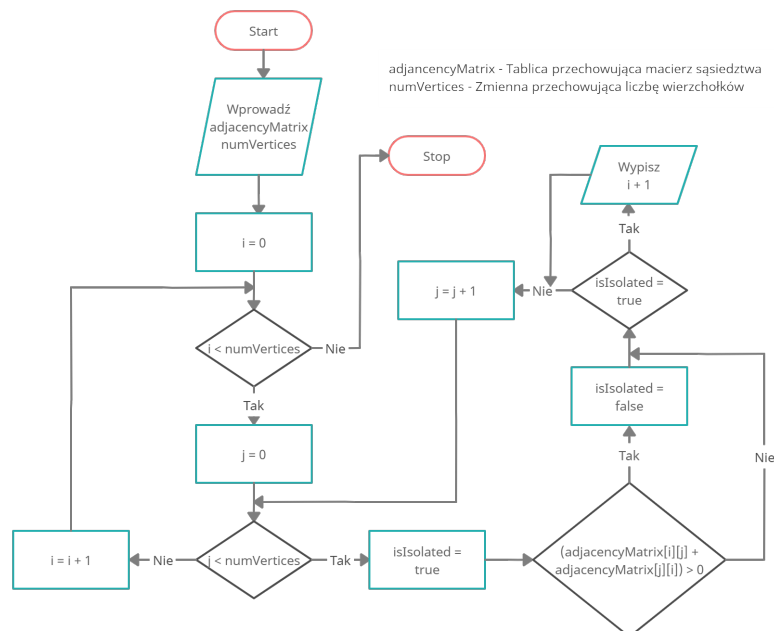 Start
adjancencyMatrix - Tablica przechowująca macierz sąsiedztwa
numVertices - Zmienna przechowująca liczbę wierzchołków
Wprowadź
adjacencyMatrix
numVertices
Stop
Wypisz
i + 1
Tak
i = 0
isIsolated =
true
Nie
j = j + 1
i < numVertices
Nie
Tak
isIsolated =
false
j = 0
Tak
Nie
i = i + 1
Nie
j < numVertices
Tak
isIsolated =
true
(adjacencyMatrix[i][j] +
adjacencyMatrix[j][i]) > 0